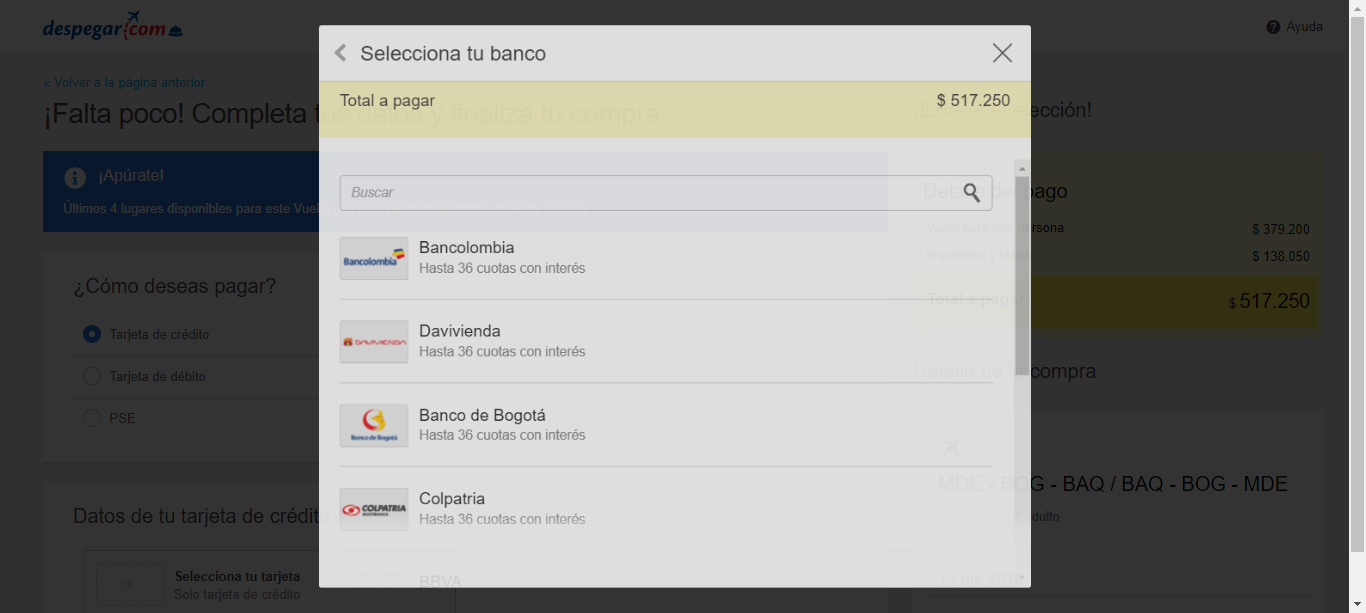 despegar.com
Ayuda
« Volver a la página anterior
¡Falta poco! Completa tus datos y finaliza tu compra
¡Apúrate!
Últimos 4 lugares disponibles para este Vuelo
¿Cómo deseas pagar?
Tarjeta de crédito
Tarjeta de débito
PSE
Datos de tu tarjeta de crédito
Selecciona tu tarjeta
Solo tarjeta de crédito
Selecciona tu banco
Total a pagar $ 517.250
Buscar
Bancolombia
Bancolombia
Hasta 36 cuotas con interés
DAVIVIENDA
Davivienda
Hasta 36 cuotas con interés
Banco de Bogotá
Banco de Bogotá
Hasta 36 cuotas con interés
COLPATRIA
Colpatria
Hasta 36 cuotas con interés
BBVA
¡Excelente elección!
Detalle del pago
Vuelo para una persona $ 379.200
Impuestos y tasas $ 138.050
Total a pagar $ 517.250
Detalle de la compra
MDE - BOG - BAQ / BAQ - BOG - MDE